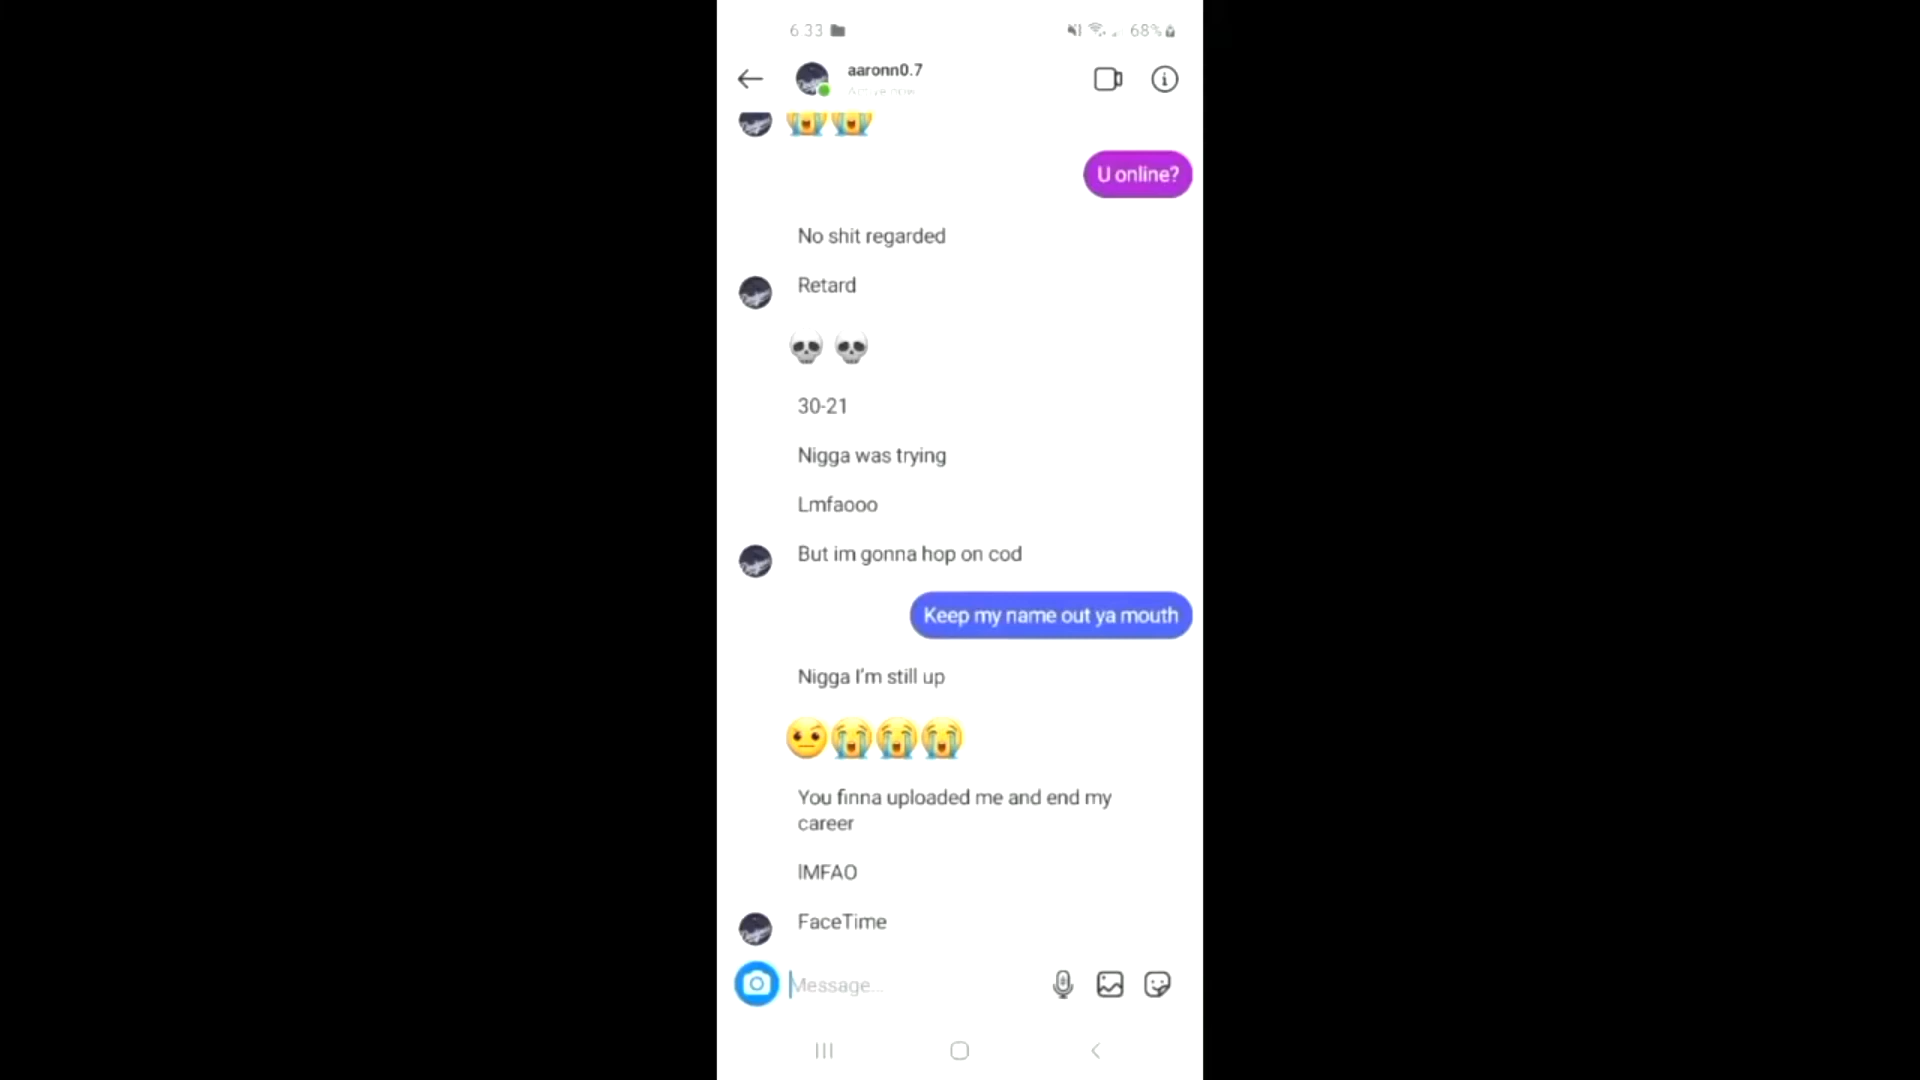 6 33
68%
aaronn0.7
Active now
U online?
No shit regarded
Retard
30-21
Nigga was trying
Lmfaooo
But im gonna hop on cod
Keep my name out ya mouth
Nigga I'm still up
You finna uploaded me and end my
career
lMFAO
FaceTime
Message...